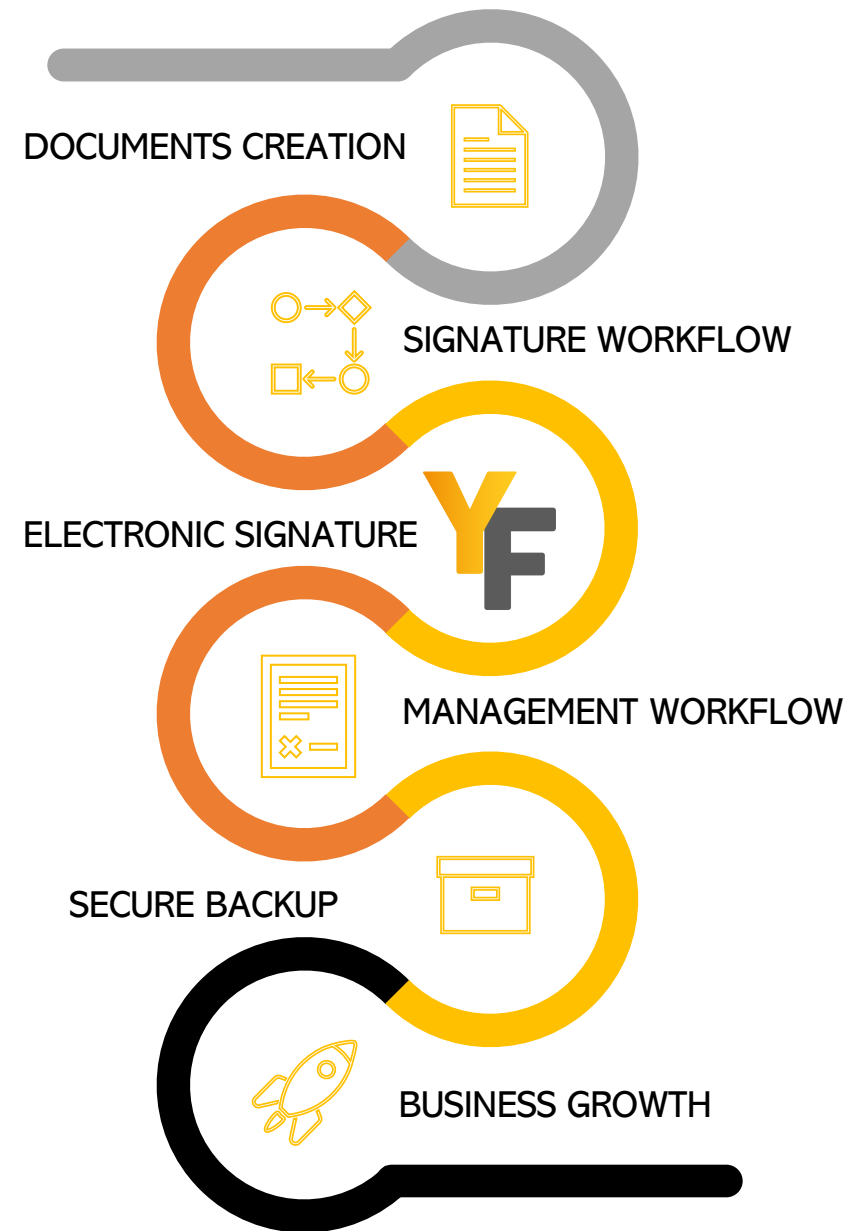 DOCUMENTS CREATION
SIGNATURE WORKFLOW
YF
ELECTRONIC SIGNATURE
MANAGEMENT WORKFLOW
SECURE BACKUP
BUSINESS GROWTH